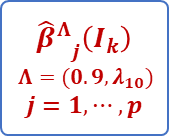 β̂^Λ_j(I_k)
Λ = (0.9, λ_10)
j = 1, ⋯, p